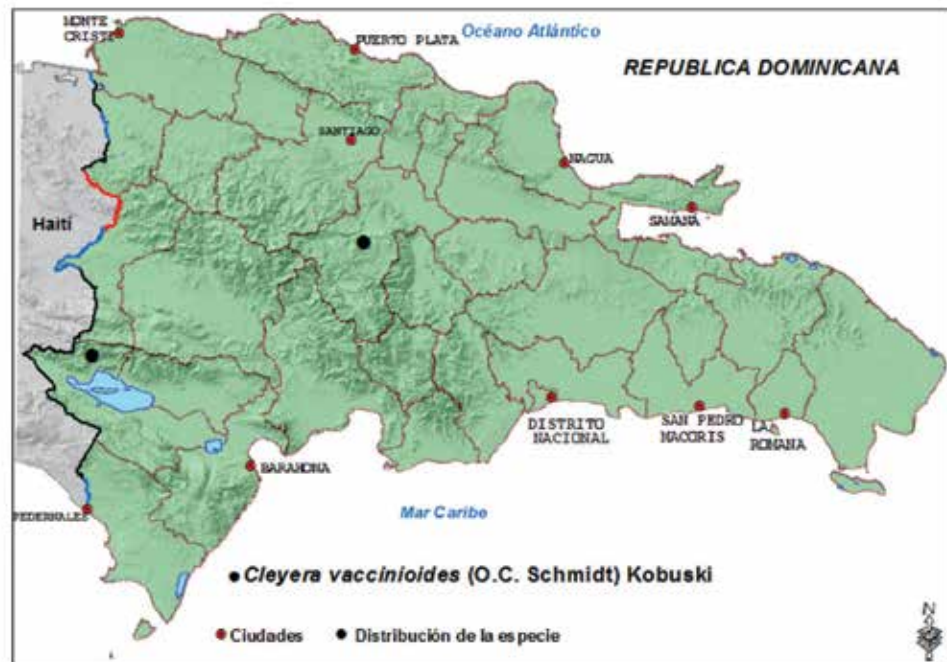 MONTE
CRISTI
PUERTO PLATA
Océano Atlántico
REPUBLICA DOMINICANA
SANTIAGO
NAGUA
SAMANA
Haití
DISTRITO
NACIONAL
SAN PEDRO
MACORIS
LA
ROMANA
BARAHONA
PEDERNALES
Mar Caribe
Cleyera vaccinioides (O.C. Schmidt) Kobuski
Ciudades
Distribución de la especie
N